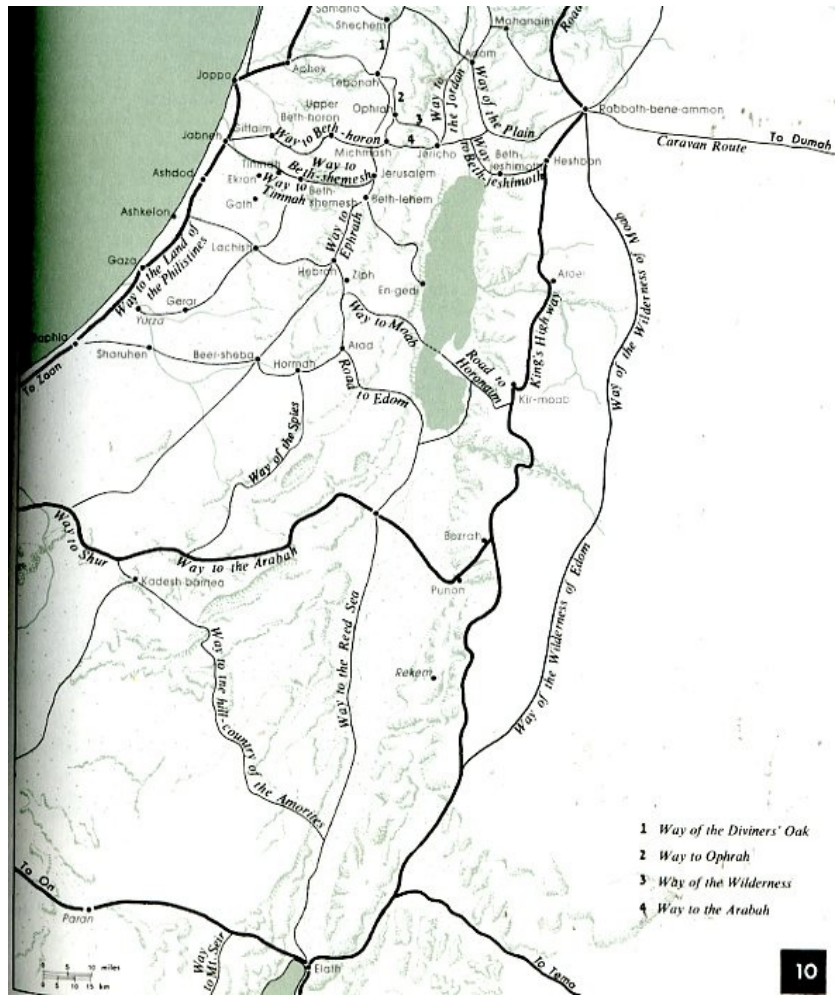 Samaria
Shechem
Mahanaim
Road
1
Adam
Aphek
Joppa
Lebonah
Way to the Jordan
Way of the Plain
2
Upper
Beth-horon
Ophrah
3
Rabbath-bene-ammon
To Dumah
Caravan Route
Jabneh
Gittaim
Way to Beth-horon
4
Michmash
Jericho
Way
to Beth-jeshimoth
Beth-
jeshimoth
Heshbon
Timnah
Way to
Beth-shemesh
Jerusalem
Ashdod
Ekron
Way to
Timnah
Beth-
shemesh
Beth-lehem
Gath
Ashkelon
Way to
Ephrath
Way of the Wilderness of Moab
Lachish
Gaza
Way to the Land of
the Philistines
Hebron
Ziph
En-gedi
Aroer
Gerar
Yurza
Way to Moab
King's Highway
Raphia
Sharuhen
Beer-sheba
Hormah
Arad
Road to
Horonaim
To Zoan
Road
to Edom
Kir-moab
Way of the Spies
Way to Shur
Way to the Arabah
Bozrah
Kadesh-barnea
Punon
Way of the Wilderness of Edom
Way to the Reed Sea
Way to the hill-country of the Amorites
Rekem
1 Way of the Diviners' Oak
2 Way to Ophrah
3 Way of the Wilderness
4 Way to the Arabah
To On
Paran
Way
to Mt. Seir
Elath
To Tema
0 5 10 miles
0 5 10 15 km
10